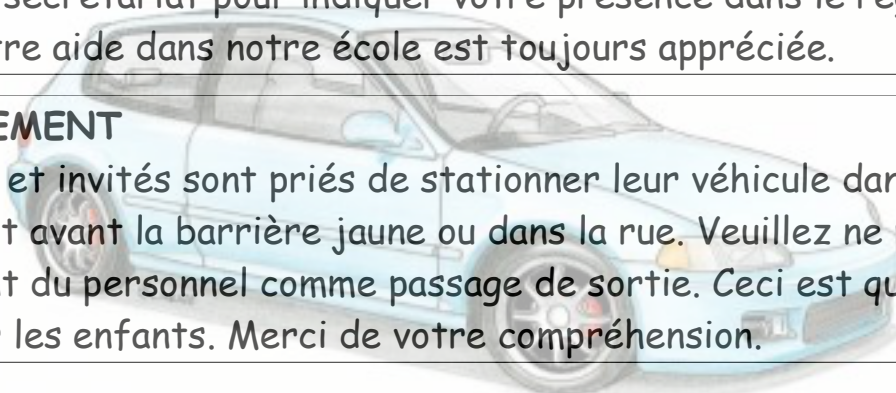 secrétariat pour indiquer votre présence dans le re
tre aide dans notre école est toujours appréciée.
EMENT
et invités sont priés de stationner leur véhicule dan
t avant la barrière jaune ou dans la rue. Veuillez ne
t du personnel comme passage de sortie. Ceci est qu
les enfants. Merci de votre compréhension.